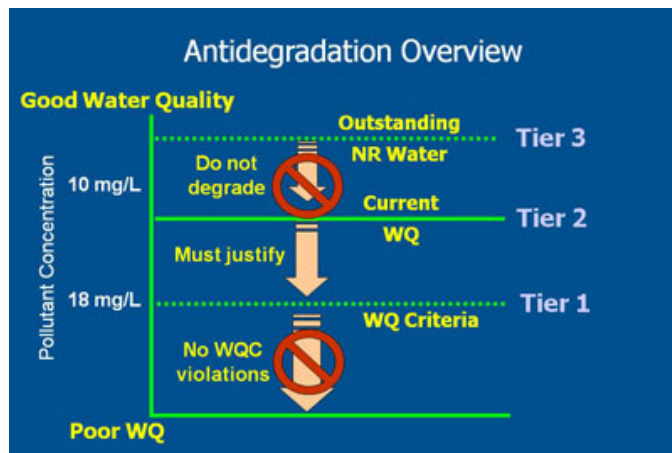 Antidegradation Overview
Good Water Quality
Outstanding
NR Water
Tier 3
Do not
degrade
10 mg/L
Current
WQ
Tier 2
Must justify
18 mg/L
WQ Criteria
Tier 1
No WQC
violations
Poor WQ
Pollutant Concentration